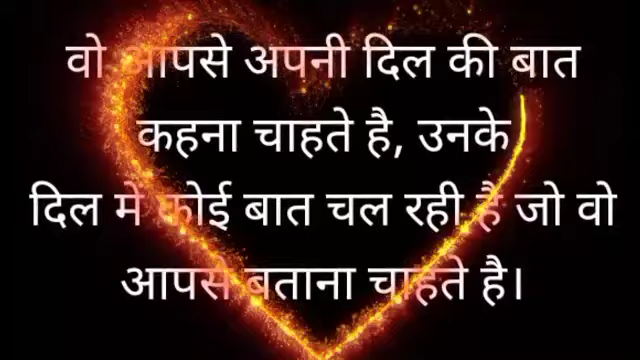 वो आपसे अपनी दिल की बात
कहना चाहते है, उनके
दिल मे कोई बात चल रही है जो वो
आपसे बताना चाहते है।